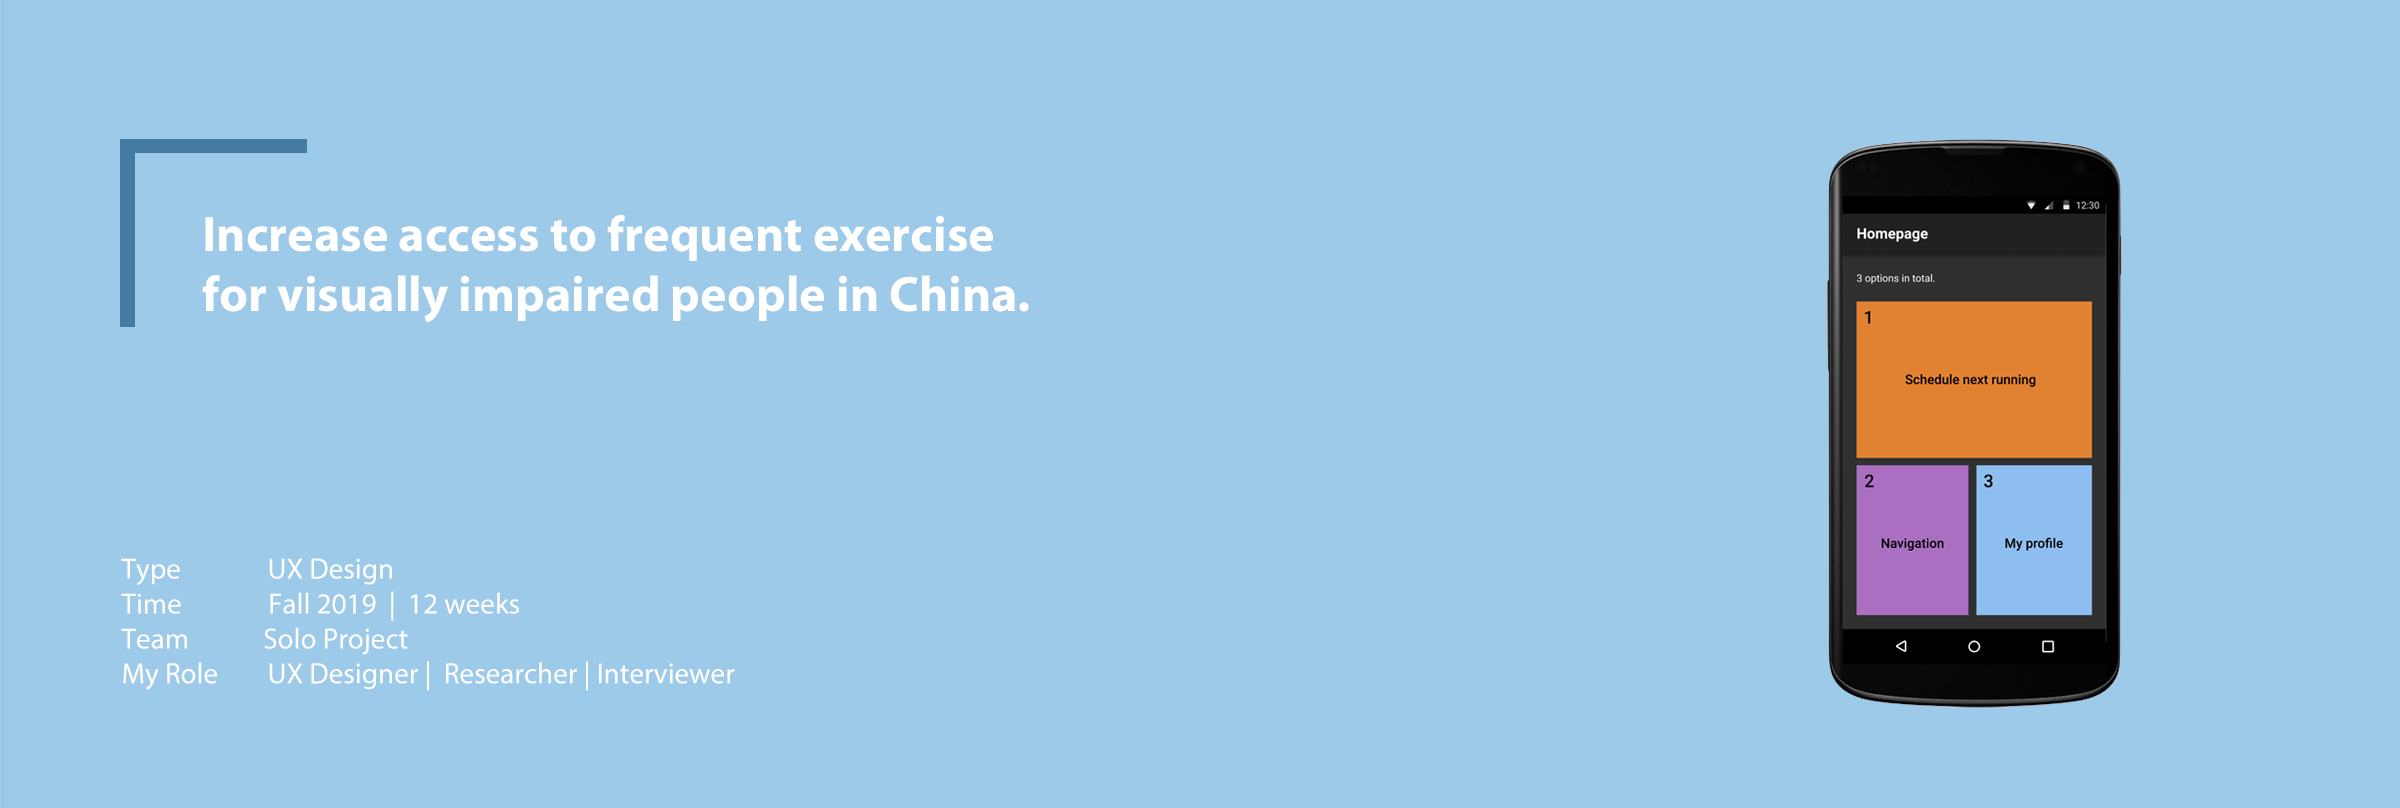 Increase access to frequent exercise
for visually impaired people in China.
Type UX Design
Time Fall 2019 | 12 weeks
Team Solo Project
My Role UX Designer | Researcher | Interviewer
12:30
Homepage
3 options in total.
1
Schedule next running
2
Navigation
3
My profile